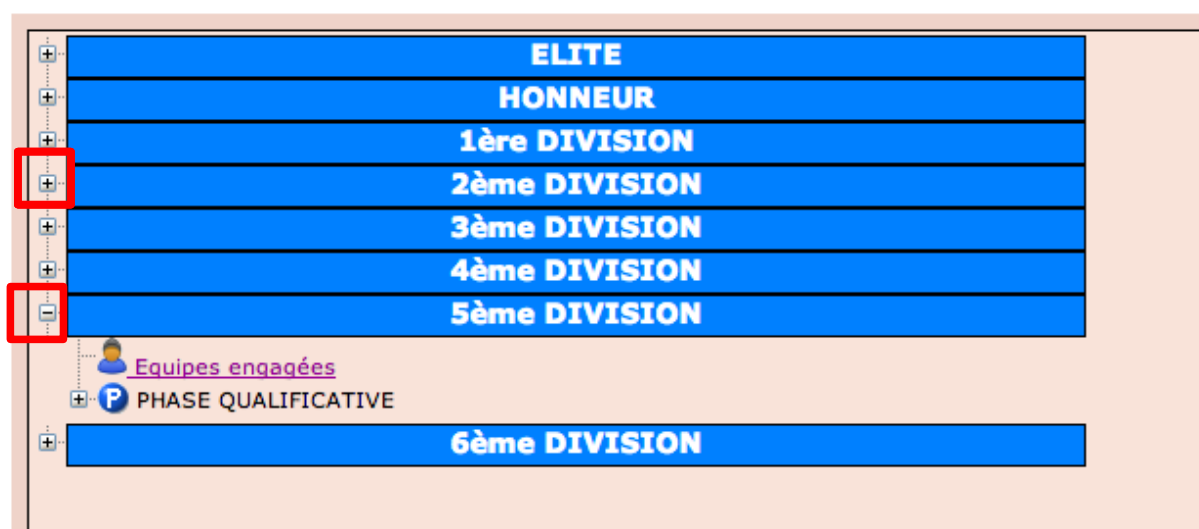 ELITE
HONNEUR
1ère DIVISION
2ème DIVISION
3ème DIVISION
4ème DIVISION
5ème DIVISION
Equipes engagées
P PHASE QUALIFICATIVE
6ème DIVISION